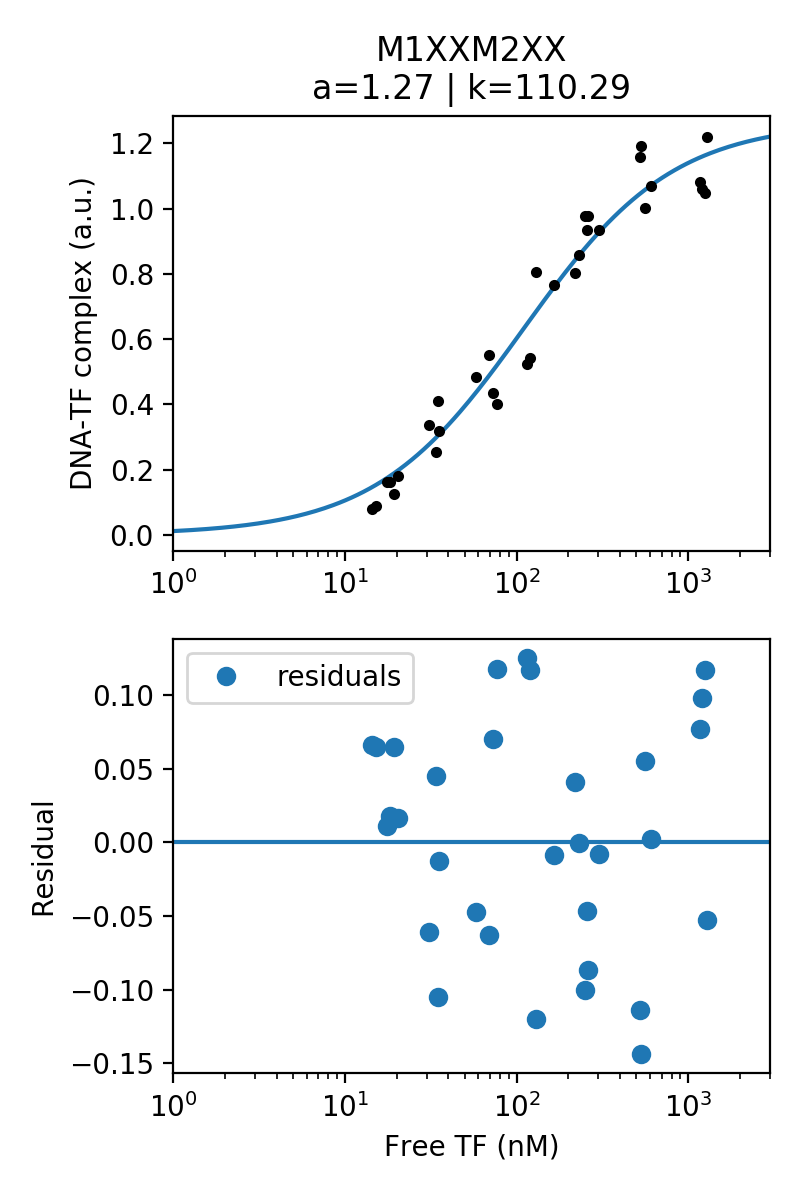 M1XXM2XX
a=1.27 | k=110.29
DNA-TF complex (a.u.)
1.2
1.0
0.8
0.6
0.4
0.2
0.0
10⁰ 10¹ 10² 10³
residuals
Residual
0.10
0.05
0.00
−0.05
−0.10
−0.15
10⁰ 10¹ 10² 10³
Free TF (nM)